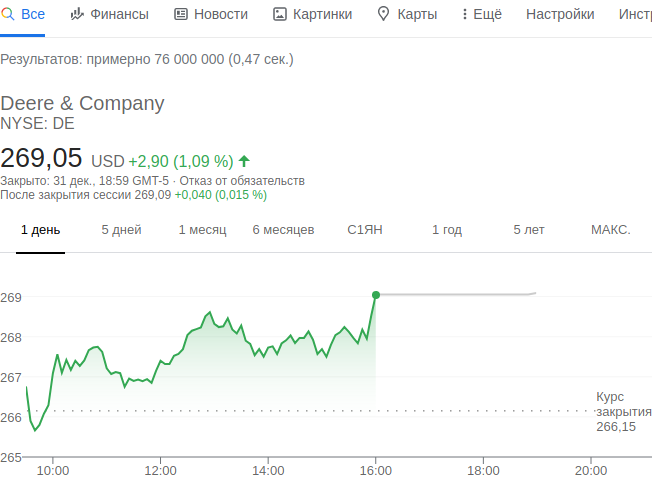 Все Финансы Новости Картинки Карты Ещё Настройки Инст
Результатов: примерно 76 000 000 (0,47 сек.)
Deere & Company
NYSE: DE
269,05 USD +2,90 (1,09 %)
Закрыто: 31 дек., 18:59 GMT-5 · Отказ от обязательств
После закрытия сессии 269,09 +0,040 (0,015 %)
1 день 5 дней 1 месяц 6 месяцев С1ЯН 1 год 5 лет МАКС.
269
268
267
266
265
Курс
закрытия
266,15
10:00 12:00 14:00 16:00 18:00 20:00